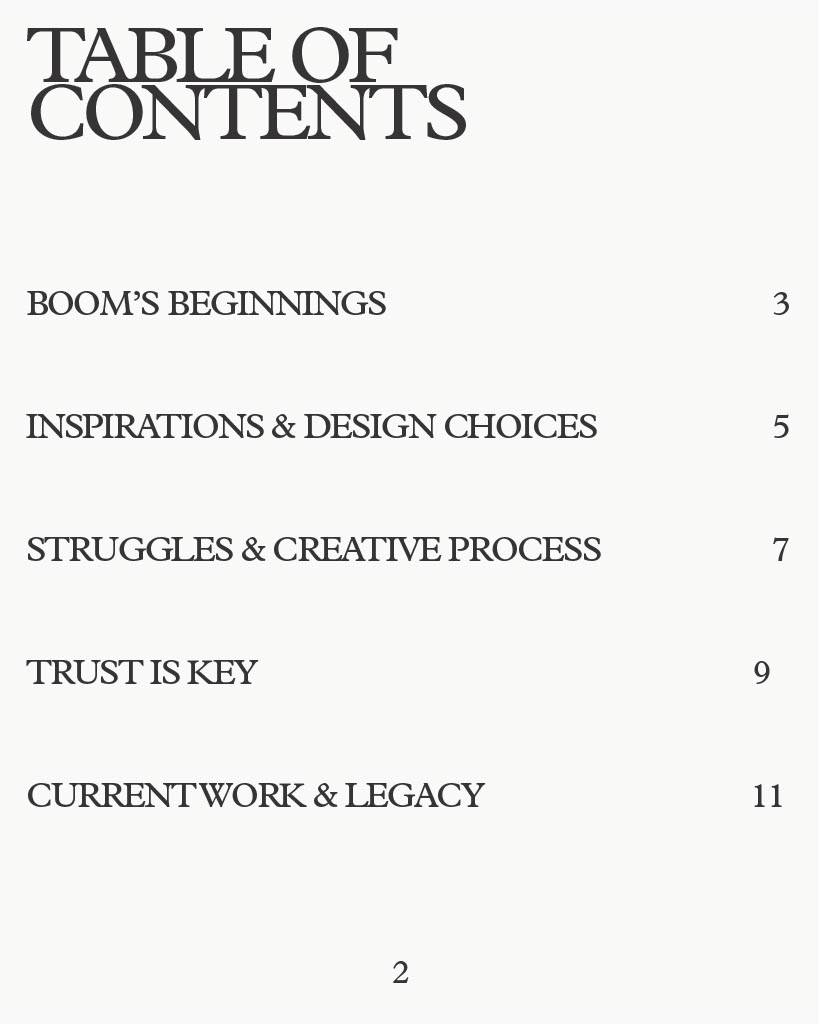 TABLE OF
CONTENTS
BOOM’S BEGINNINGS 3
INSPIRATIONS & DESIGN CHOICES 5
STRUGGLES & CREATIVE PROCESS 7
TRUST IS KEY 9
CURRENT WORK & LEGACY 11
2